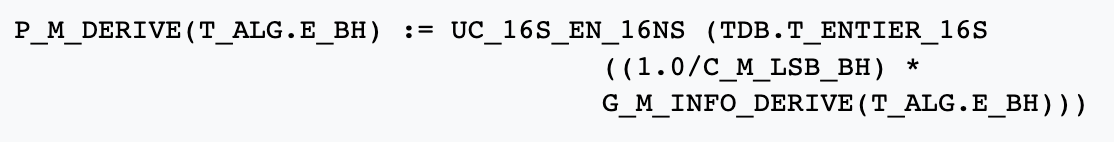 P_M_DERIVE(T_ALG.E_BH) := UC_16S_EN_16NS (TDB.T_ENTIER_16S
((1.0/C_M_LSB_BH) *
G_M_INFO_DERIVE(T_ALG.E_BH)))